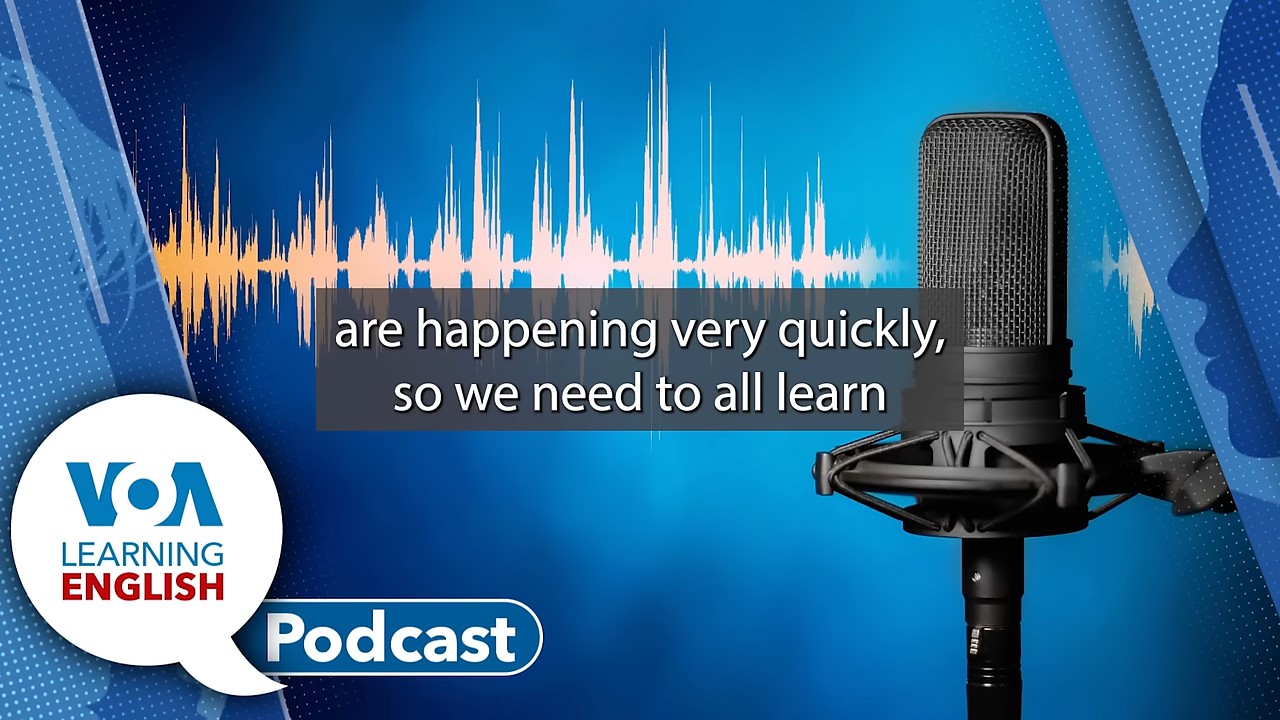 are happening very quickly,
so we need to all learn
VOA
LEARNING
ENGLISH
Podcast